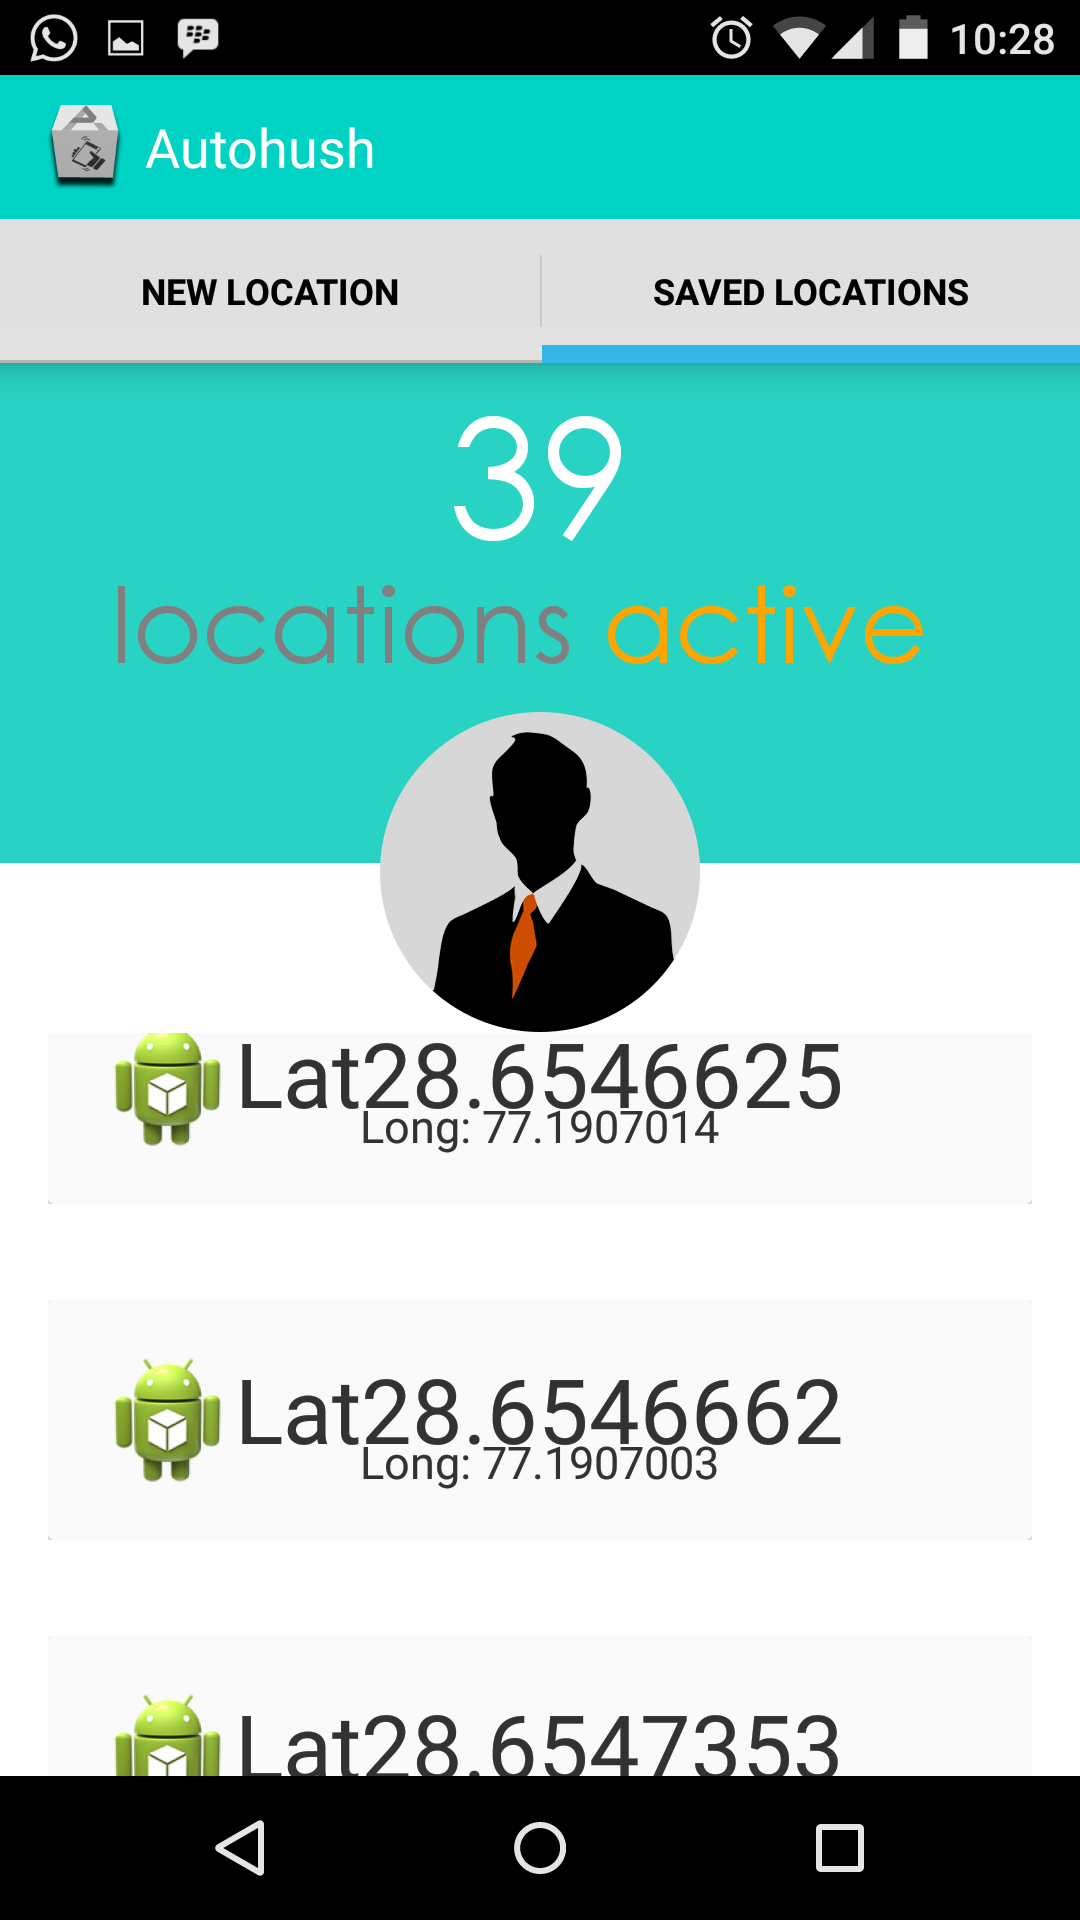 10:28
Autohush
NEW LOCATION
SAVED LOCATIONS
39
locations active
Lat28.6546625
Long: 77.1907014
Lat28.6546662
Long: 77.1907003
Lat28.6547353